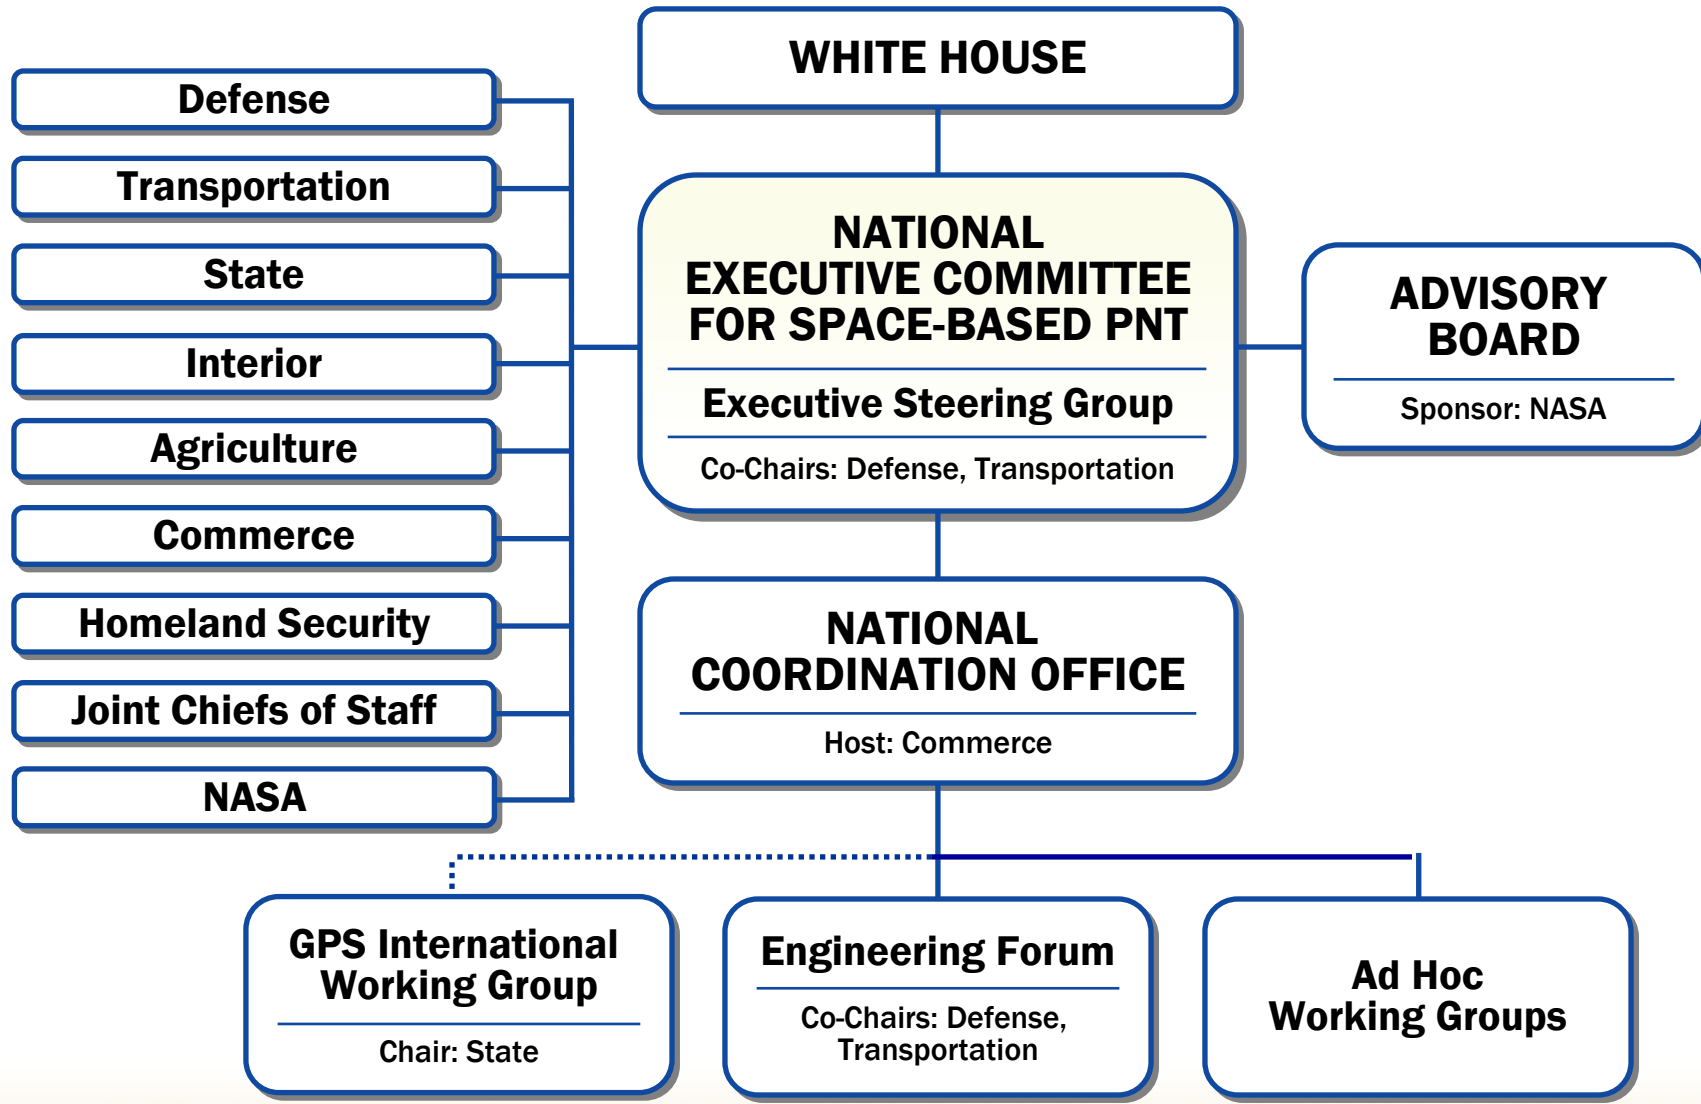 WHITE HOUSE
Defense
Transportation
State
Interior
Agriculture
Commerce
Homeland Security
Joint Chiefs of Staff
NASA
NATIONAL
EXECUTIVE COMMITTEE
FOR SPACE-BASED PNT
Executive Steering Group
Co-Chairs: Defense, Transportation
ADVISORY
BOARD
Sponsor: NASA
NATIONAL
COORDINATION OFFICE
Host: Commerce
GPS International
Working Group
Chair: State
Engineering Forum
Co-Chairs: Defense,
Transportation
Ad Hoc
Working Groups